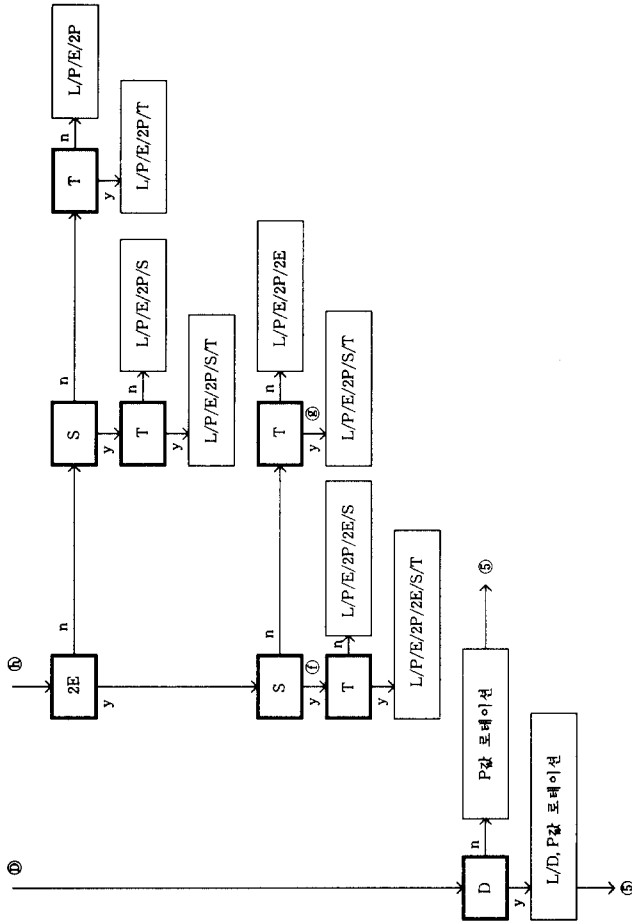 Ⓓ
ⓗ
2E
n
S
n
T
n
L/P/E/2P
y
y
y
T
n
L/P/E/2P/S
L/P/E/2P/T
y
L/P/E/2P/S/T
S
n
T
n
L/P/E/2P/2E
y
ⓕ
y
ⓖ
T
n
L/P/E/2P/2E/S
L/P/E/2P/S/T
y
L/P/E/2P/2E/S/T
D
n
P값 로테이션
⑤
y
L/D, P값 로테이션
⑤